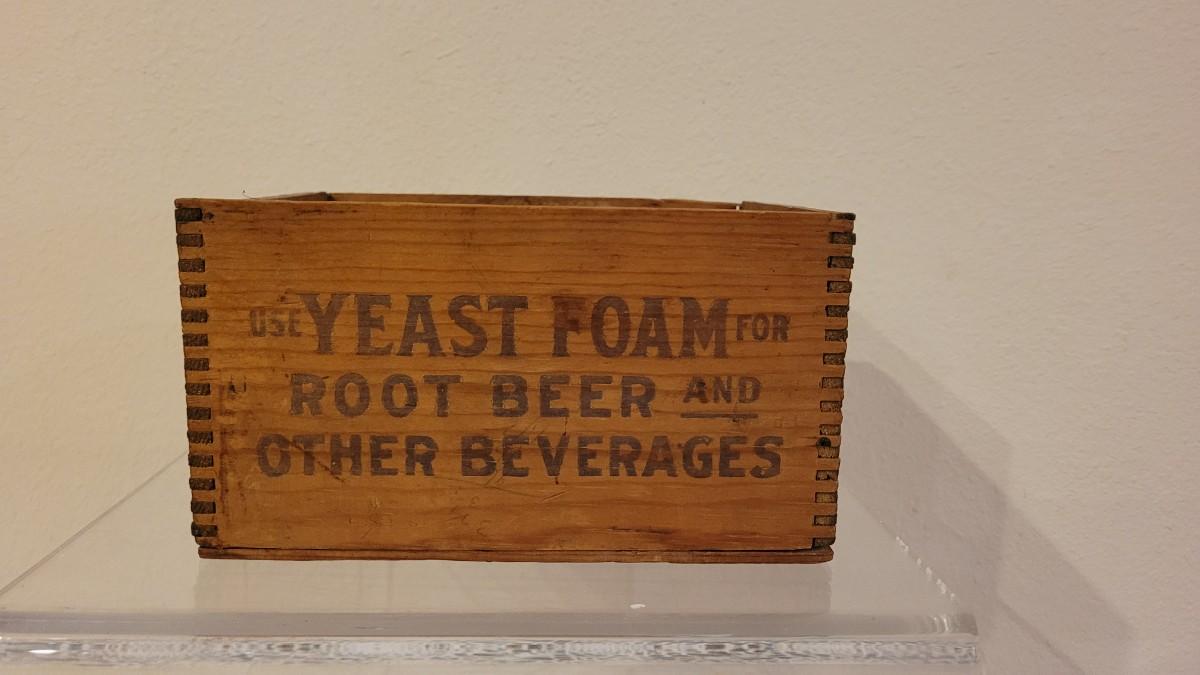 USE YEAST FOAM FOR
ROOT BEER AND
OTHER BEVERAGES